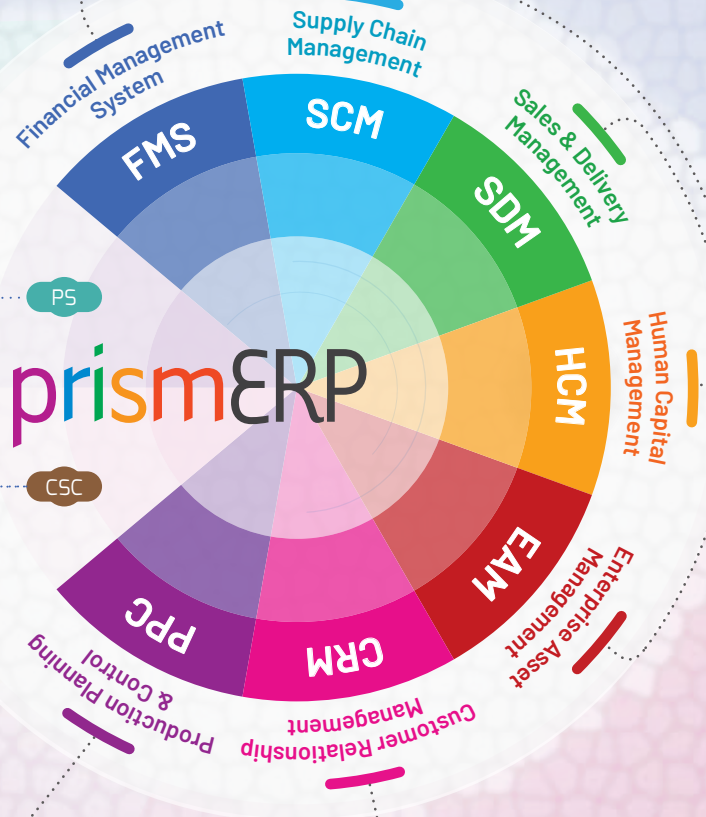 Supply Chain
Management
Financial Management
System
SCM
FMS
Sales & Delivery
Management
SDM
PS
prismERP
Human Capital
Management
HCM
CSC
EAM
Enterprise Asset
Management
PPC
Production Planning
& Control
CRM
Customer Relationship
Management